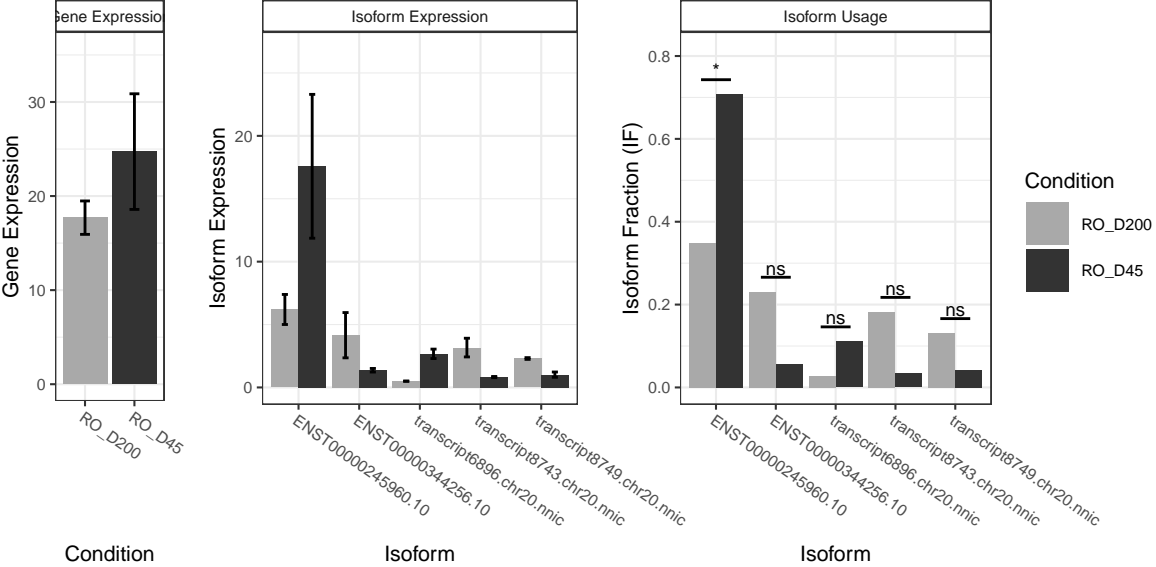 Gene Expression
Isoform Expression
Isoform Usage
Gene Expression
30
20
10
0
RO_D200
RO_D45
Condition
Isoform Expression
20
10
0
ENST00000245960.10
ENST00000344256.10
transcript6896.chr20.nnic
transcript8743.chr20.nnic
transcript8749.chr20.nnic
Isoform
Isoform Fraction (IF)
0.8
0.6
0.4
0.2
0.0
*
ns
ns
ns
ns
ENST00000245960.10
ENST00000344256.10
transcript6896.chr20.nnic
transcript8743.chr20.nnic
transcript8749.chr20.nnic
Isoform
Condition
RO_D200
RO_D45